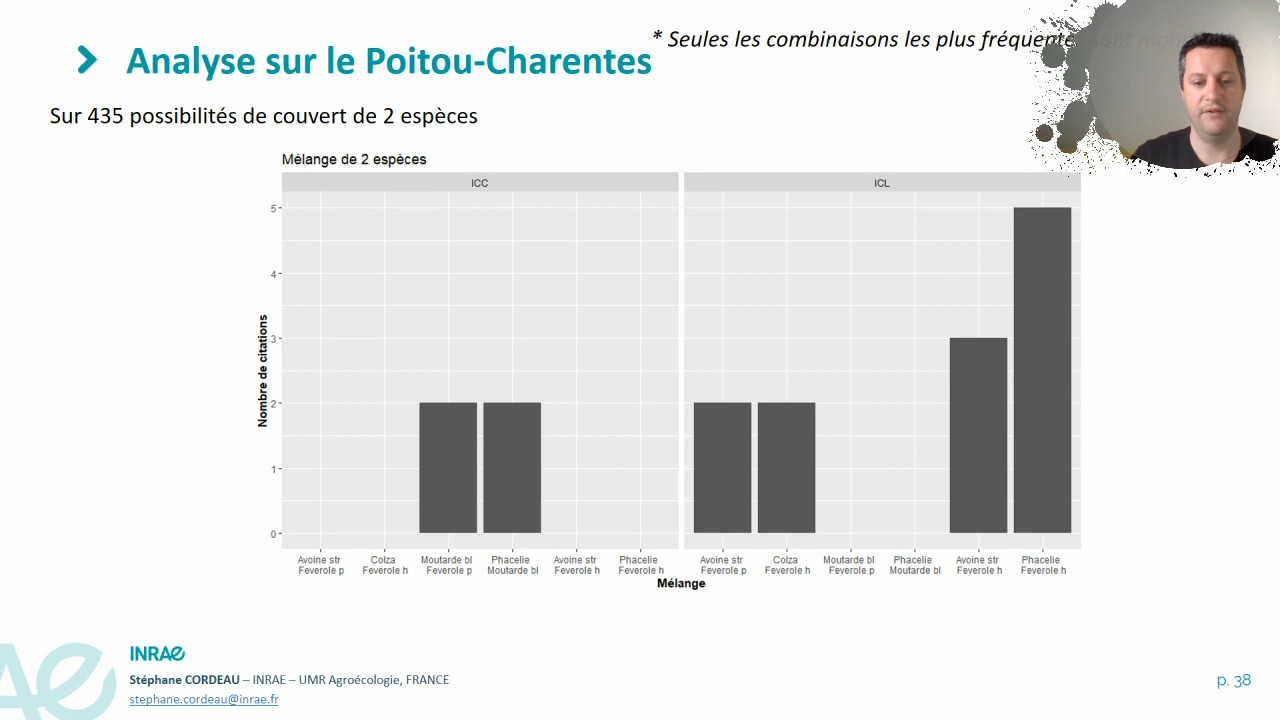 * Seules les combinaisons les plus fréquentes sont
Analyse sur le Poitou-Charentes
Sur 435 possibilités de couvert de 2 espèces
Mélange de 2 espèces
ICC
ICL
Nombre de citations
5
4
3
2
1
0
Avoine str Feverole p
Colza Feverole h
Moutarde bl Feverole p
Phacelie Moutarde bl
Avoine str Feverole h
Phacelie Feverole h
Avoine str Feverole p
Colza Feverole h
Moutarde bl Feverole p
Phacelie Moutarde bl
Avoine str Feverole h
Phacelie Feverole h
Mélange
INRAE
Stéphane CORDEAU – INRAE – UMR Agroécologie, FRANCE
stephane.cordeau@inrae.fr
p. 38